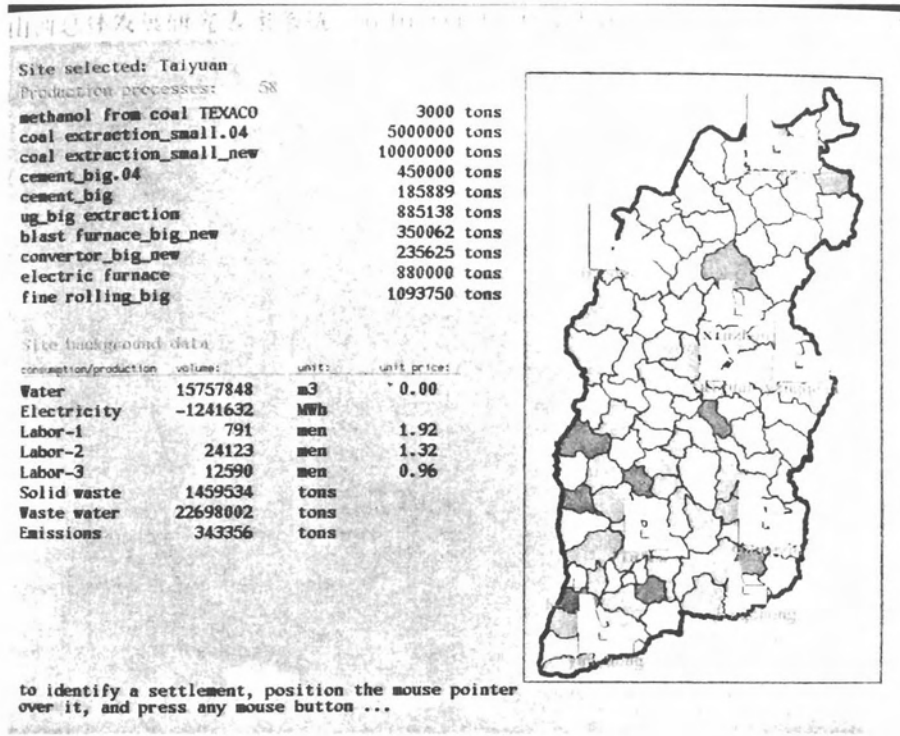 Site selected: Taiyuan
Production processes: 58
methanol from coal TEXACO 3000 tons
coal extraction_small.04 5000000 tons
coal extraction_small_new 10000000 tons
cement_big.04 450000 tons
cement_big 185889 tons
ug_big extraction 885138 tons
blast furnace_big_new 350062 tons
convertor_big_new 235625 tons
electric furnace 880000 tons
fine rolling_big 1093750 tons
Site background data
consumption/production volume: unit: unit price:
Water 15757848 m3 0.00
Electricity -1241632 MWh
Labor-1 791 men 1.92
Labor-2 24123 men 1.32
Labor-3 12590 men 0.96
Solid waste 1459534 tons
Waste water 22698002 tons
Emissions 343356 tons
to identify a settlement, position the mouse pointer
over it, and press any mouse button ...